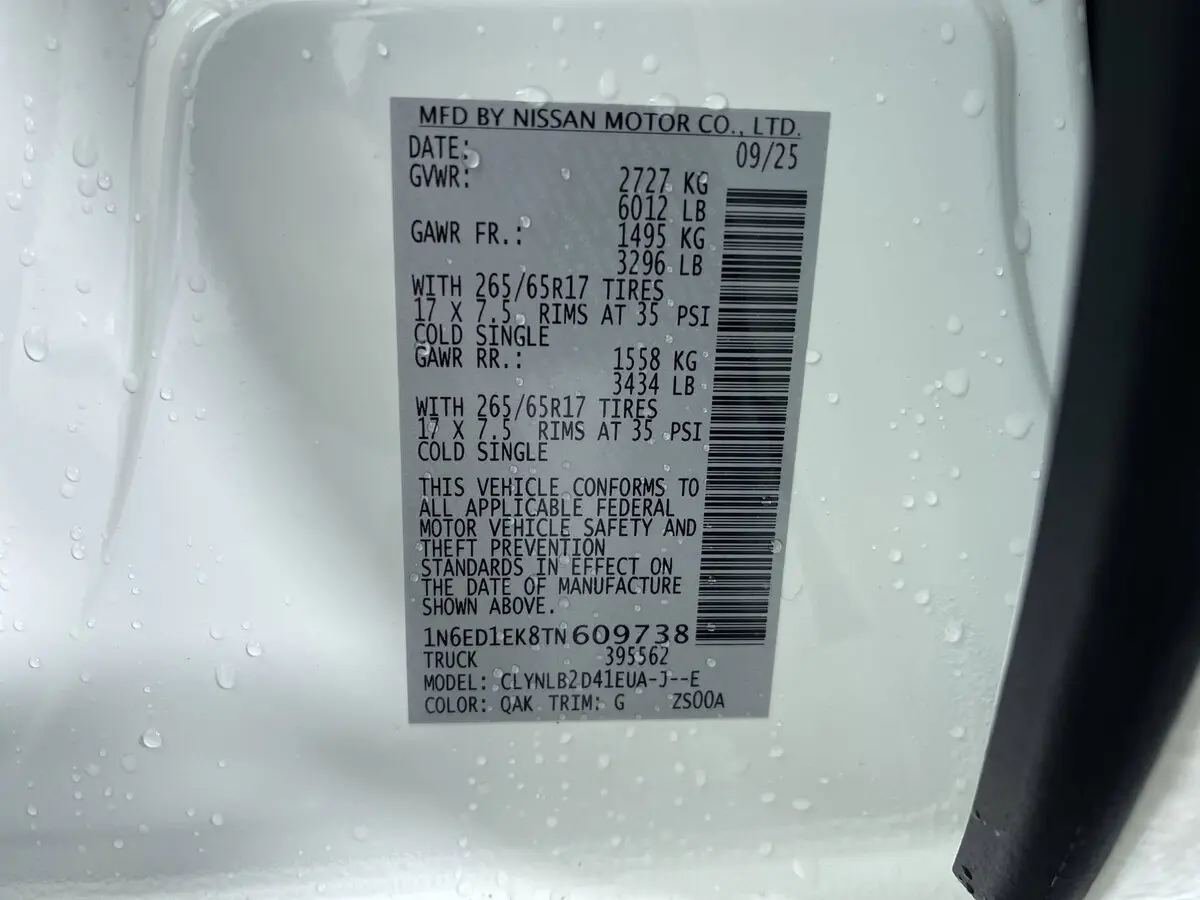 MFD BY NISSAN MOTOR CO., LTD.
DATE: 09/25
GVWR: 2727 KG
6012 LB
GAWR FR.: 1495 KG
3296 LB
WITH 265/65R17 TIRES
17 X 7.5 RIMS AT 35 PSI
COLD SINGLE
GAWR RR.: 1558 KG
3434 LB
WITH 265/65R17 TIRES
17 X 7.5 RIMS AT 35 PSI
COLD SINGLE
THIS VEHICLE CONFORMS TO
ALL APPLICABLE FEDERAL
MOTOR VEHICLE SAFETY AND
THEFT PREVENTION
STANDARDS IN EFFECT ON
THE DATE OF MANUFACTURE
SHOWN ABOVE.
1N6ED1EK8TN609738
TRUCK 395562
MODEL: CLYNLB2D41EUA-J--E
COLOR: QAK TRIM: G ZS00A